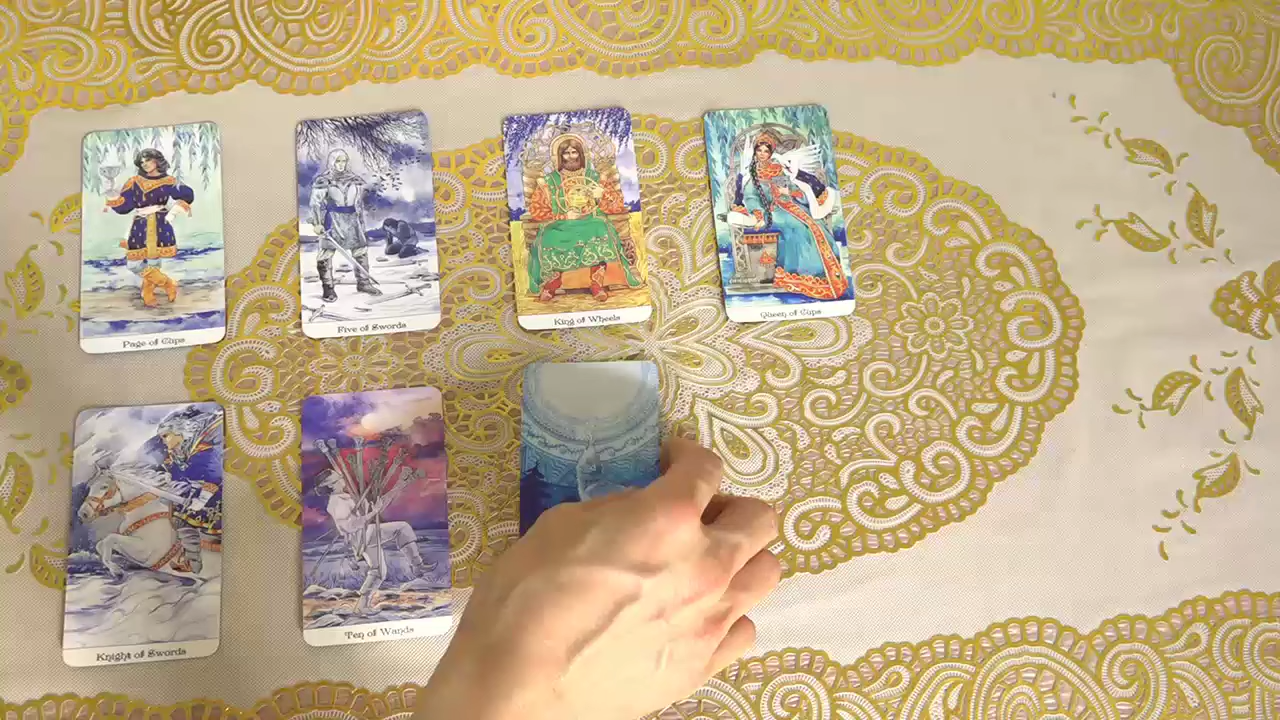 Page of Cups
Five of Swords
King of Wheels
Queen of Cups
Knight of Swords
Ten of Wands